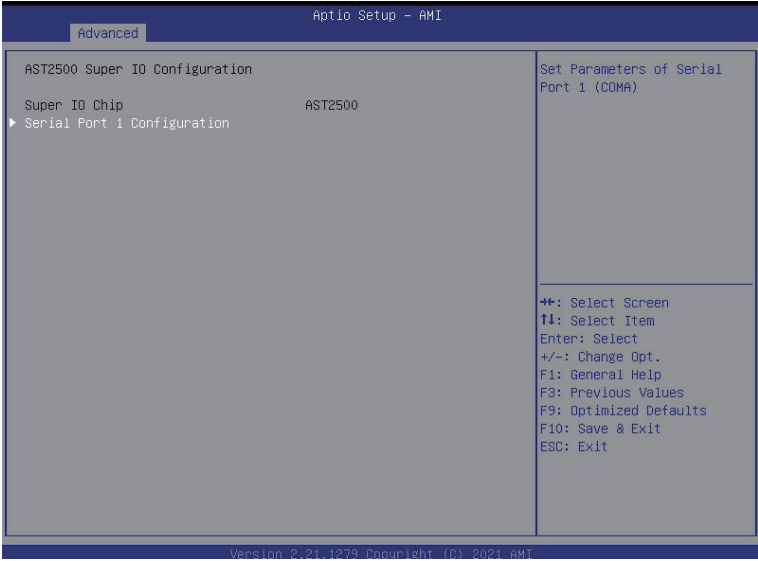 Aptio Setup – AMI
Advanced
AST2500 Super IO Configuration
Super IO Chip AST2500
Serial Port 1 Configuration
Set Parameters of Serial
Port 1 (COMA)
→←: Select Screen
↑↓: Select Item
Enter: Select
+/-: Change Opt.
F1: General Help
F3: Previous Values
F9: Optimized Defaults
F10: Save & Exit
ESC: Exit
Version 2.21.1279 Copyright (C) 2021 AMI